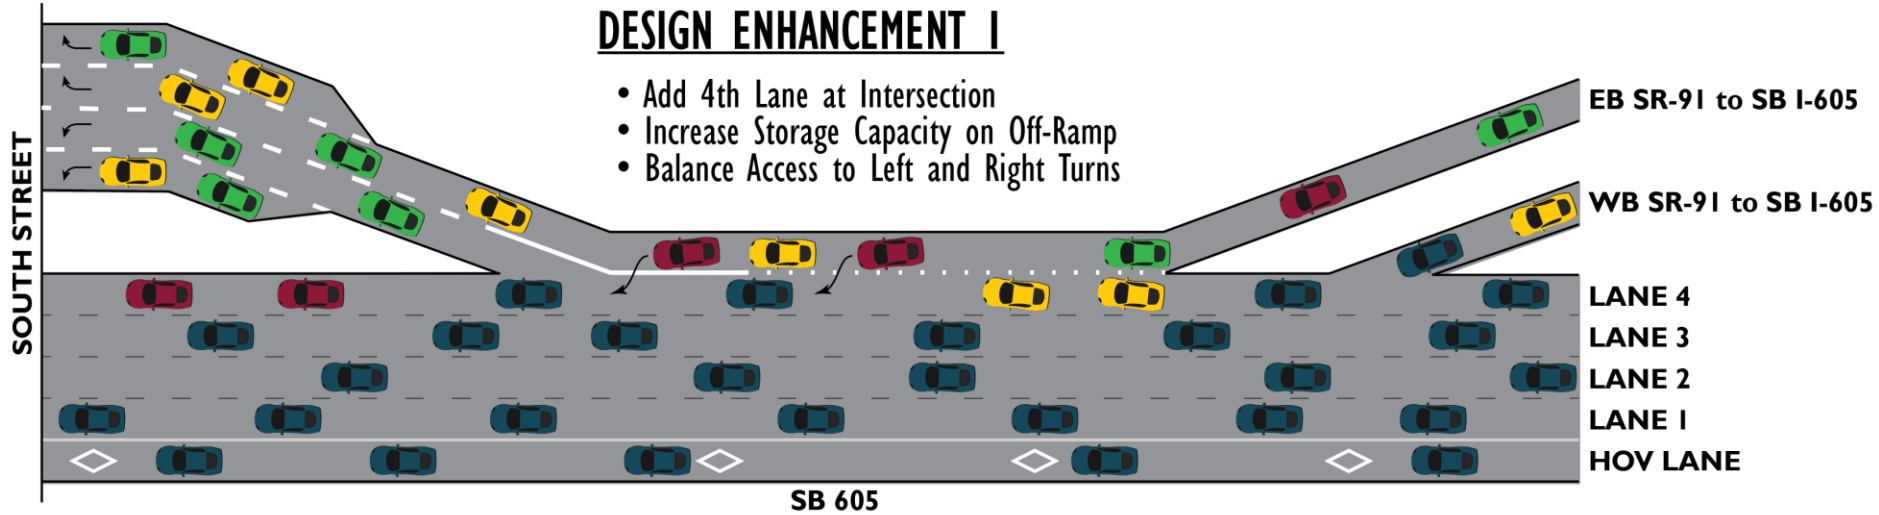 DESIGN ENHANCEMENT 1
• Add 4th Lane at Intersection
• Increase Storage Capacity on Off-Ramp
• Balance Access to Left and Right Turns
EB SR-91 to SB I-605
WB SR-91 to SB I-605
SOUTH STREET
LANE 4
LANE 3
LANE 2
LANE 1
HOV LANE
SB 605